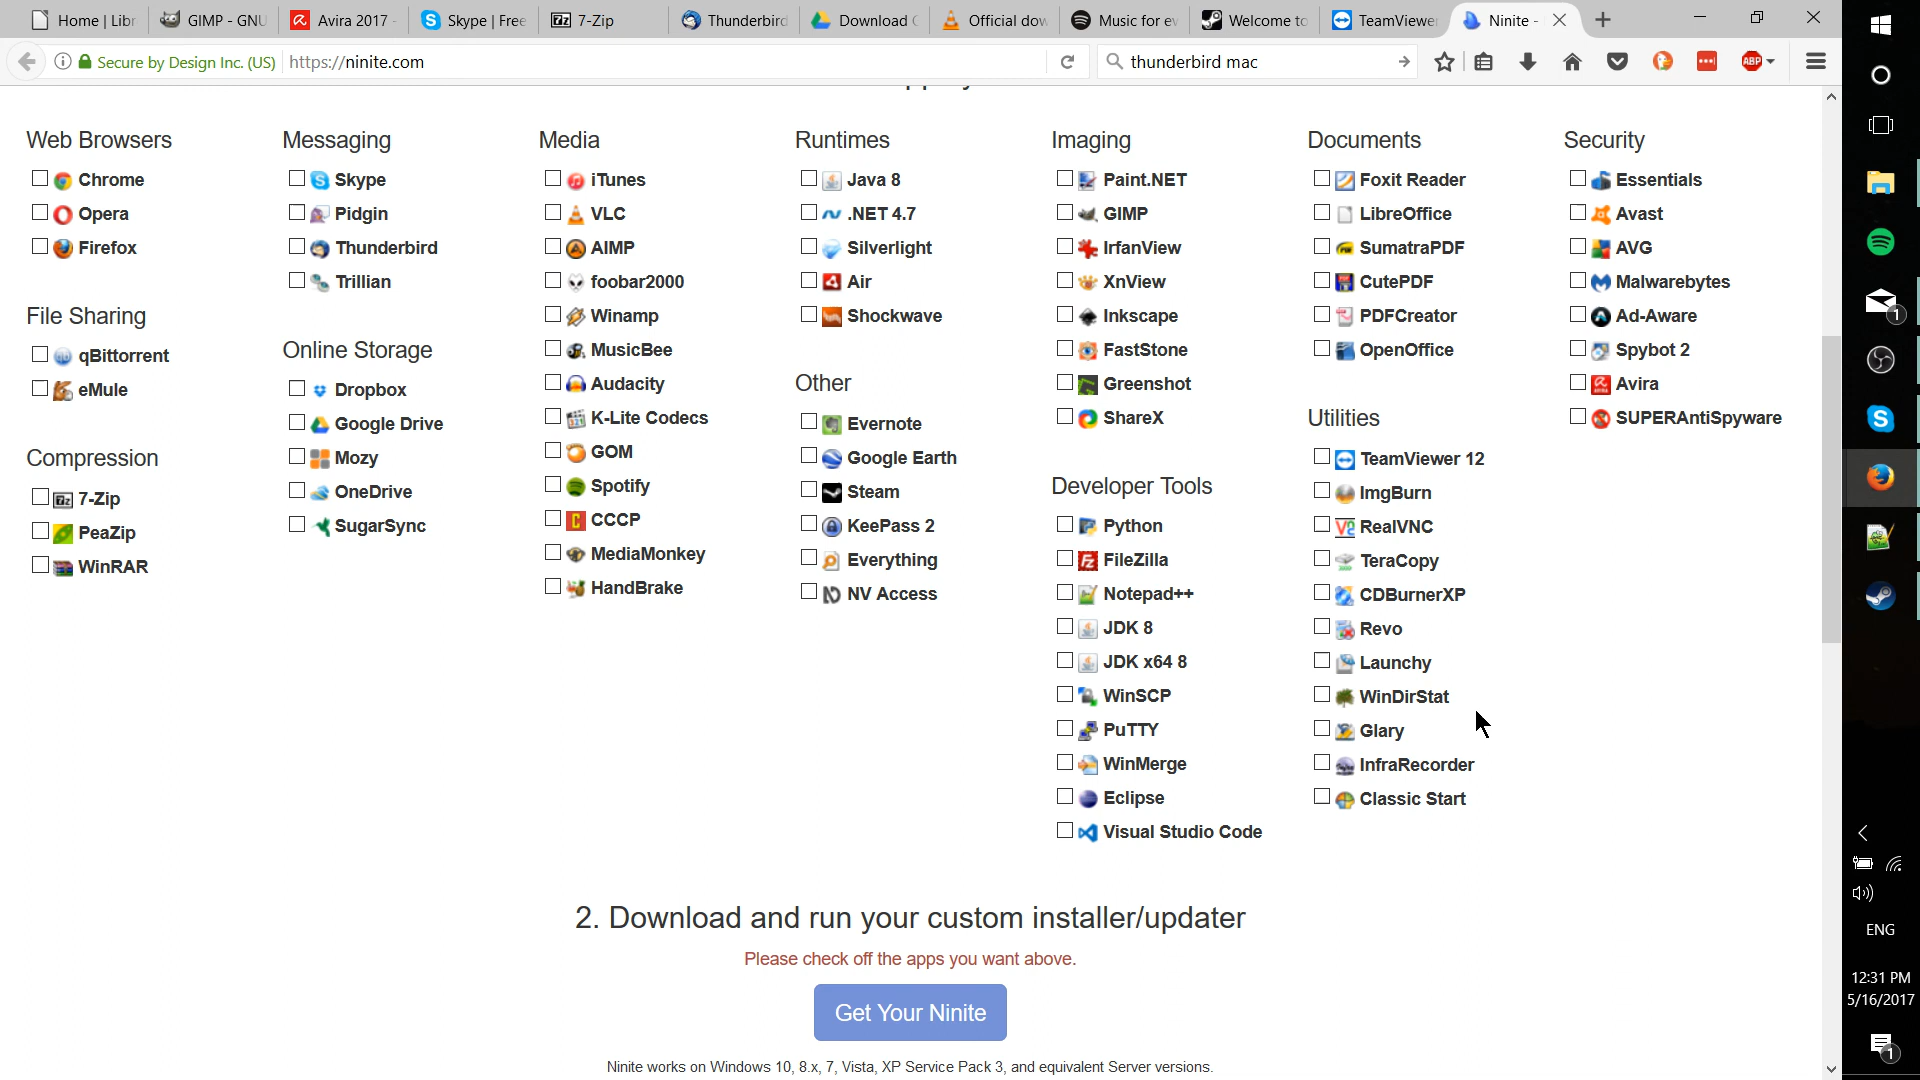 Home | Libr
GIMP - GNU
Avira 2017 -
Skype | Free
7-Zip
Thunderbird
Download G
Official dow
Music for ev
Welcome to
TeamViewer
Ninite -
Secure by Design Inc. (US)
https://ninite.com
thunderbird mac
ABP
Web Browsers
Chrome
Opera
Firefox
File Sharing
qBittorrent
eMule
Compression
7-Zip
PeaZip
WinRAR
Messaging
Skype
Pidgin
Thunderbird
Trillian
Online Storage
Dropbox
Google Drive
Mozy
OneDrive
SugarSync
Media
iTunes
VLC
AIMP
foobar2000
Winamp
MusicBee
Audacity
K-Lite Codecs
GOM
Spotify
CCCP
MediaMonkey
HandBrake
Runtimes
Java 8
.NET 4.7
Silverlight
Air
Shockwave
Other
Evernote
Google Earth
Steam
KeePass 2
Everything
NV Access
Imaging
Paint.NET
GIMP
IrfanView
XnView
Inkscape
FastStone
Greenshot
ShareX
Developer Tools
Python
FileZilla
Notepad++
JDK 8
JDK x64 8
WinSCP
PuTTY
WinMerge
Eclipse
Visual Studio Code
Documents
Foxit Reader
LibreOffice
SumatraPDF
CutePDF
PDFCreator
OpenOffice
Utilities
TeamViewer 12
ImgBurn
RealVNC
TeraCopy
CDBurnerXP
Revo
Launchy
WinDirStat
Glary
InfraRecorder
Classic Start
Security
Essentials
Avast
AVG
Malwarebytes
Ad-Aware
Spybot 2
Avira
SUPERAntiSpyware
2. Download and run your custom installer/updater
Please check off the apps you want above.
Get Your Ninite
Ninite works on Windows 10, 8.x, 7, Vista, XP Service Pack 3, and equivalent Server versions.
1
ENG
12:31 PM
5/16/2017
1